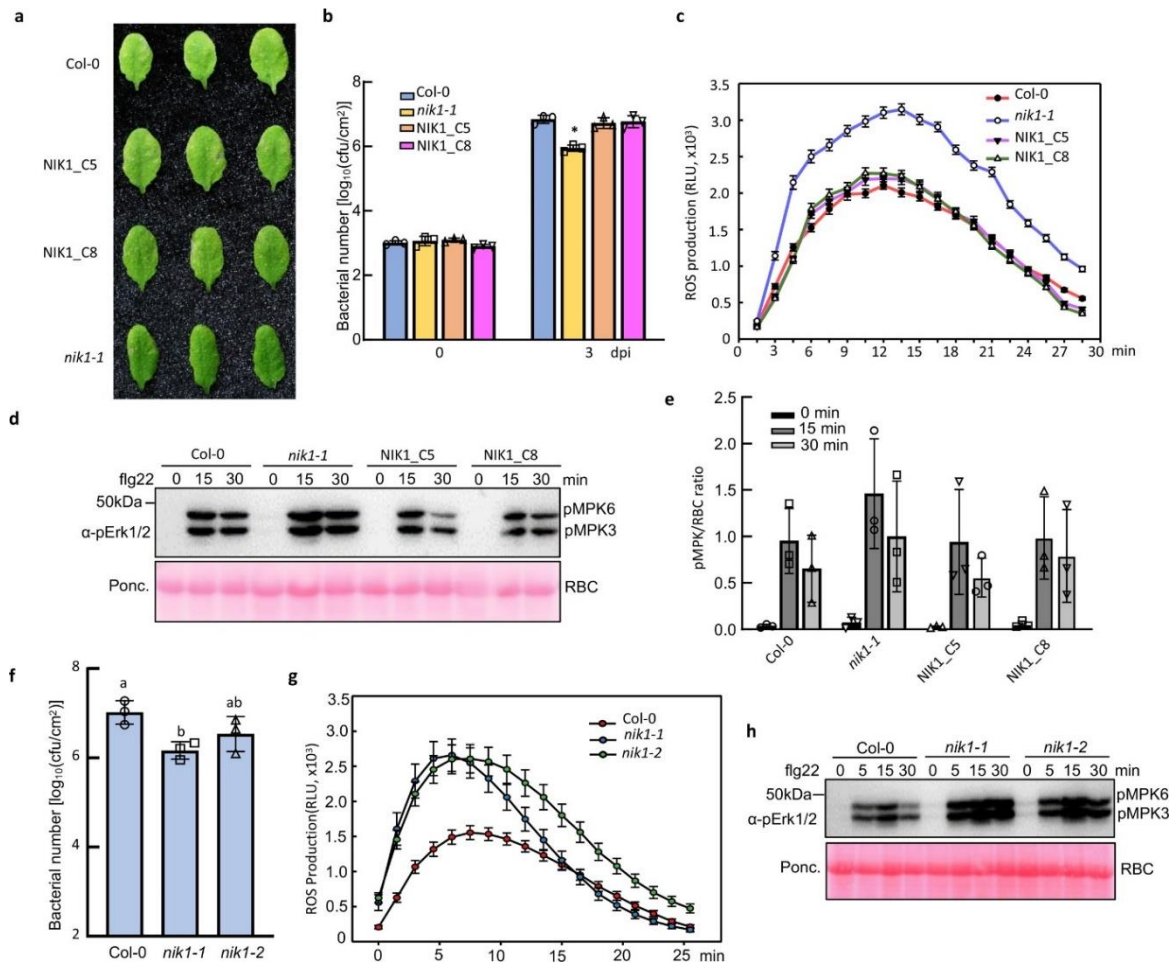 a
Col-0
NIK1_C5
NIK1_C8
nik1-1
b
Bacterial number [log10(cfu/cm²)]
8
6
4
2
0
Col-0
nik1-1
NIK1_C5
NIK1_C8
*
0 3 dpi
c
ROS production (RLU, x10³)
3.5
3.0
2.5
2.0
1.5
1.0
0.5
0
Col-0
nik1-1
NIK1_C5
NIK1_C8
0 3 6 9 12 15 18 21 24 27 30 min
d
Col-0 nik1-1 NIK1_C5 NIK1_C8
flg22 0 15 30 0 15 30 0 15 30 0 15 30 min
50kDa
pMPK6
α-pErk1/2 pMPK3
Ponc. RBC
e
pMPK/RBC ratio
2.5
2.0
1.5
1.0
0.5
0.0
0 min
15 min
30 min
Col-0 nik1-1 NIK1_C5 NIK1_C8
f
Bacterial number [log10(cfu/cm²)]
8
6
4
2
a
b
ab
Col-0 nik1-1 nik1-2
g
ROS Production(RLU, x10³)
3.5
3.0
2.5
2.0
1.5
1.0
0.5
0
Col-0
nik1-1
nik1-2
0 5 10 15 20 25 min
h
Col-0 nik1-1 nik1-2
flg22 0 5 15 30 0 5 15 30 0 5 15 30 min
50kDa pMPK6
α-pErk1/2 pMPK3
Ponc. RBC